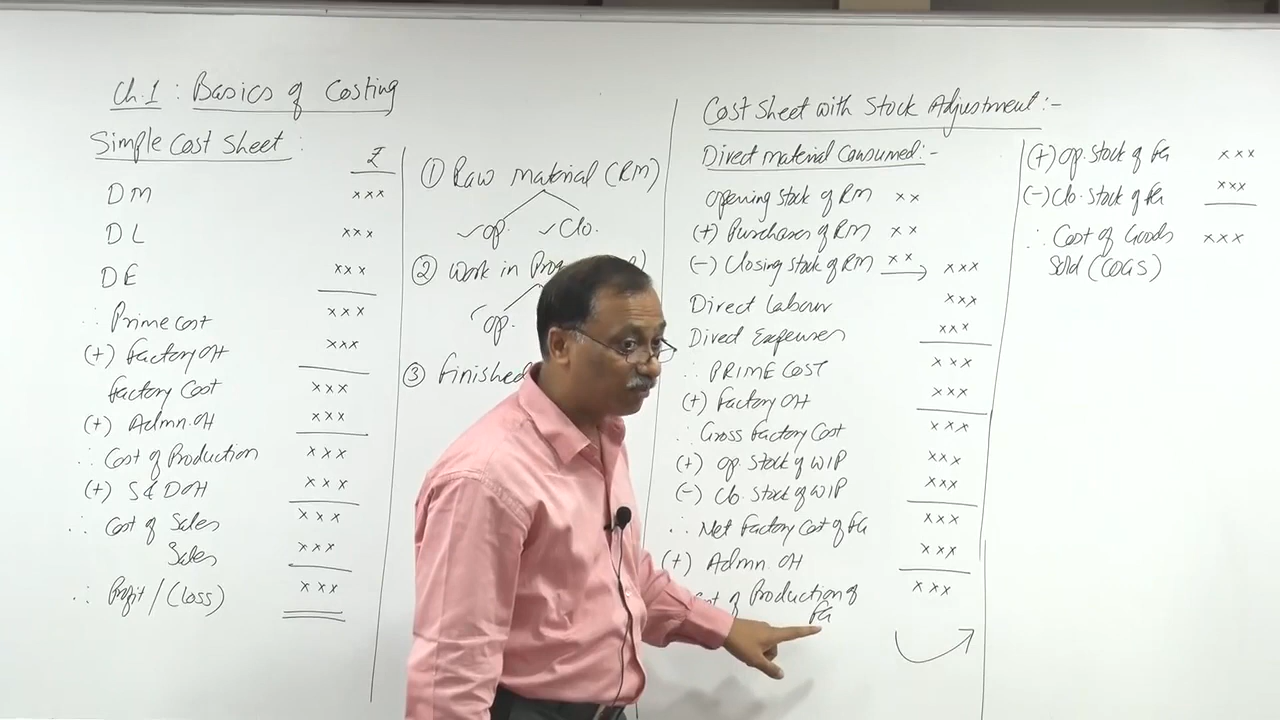 Ch.1 : Basics of Costing
Simple Cost Sheet :
₹
DM xxx
DL xxx
DE xxx
∴ Prime Cost xxx
(+) Factory OH xxx
Factory Cost xxx
(+) Admn. OH xxx
∴ Cost of Production xxx
(+) S & D OH xxx
∴ Cost of Sales xxx
Sales xxx
∴ Profit / (Loss) xxx
① Raw material (RM)
✓op. ✓Clo.
② Work in
op.
③ Finished
Cost Sheet with Stock Adjustment :-
Direct Material Consumed :-
Opening Stock of RM xx
(+) Purchases of RM xx
(-) Closing Stock of RM xx → xxx
Direct Labour xxx
Direct Expenses xxx
∴ PRIME COST xxx
(+) Factory OH xxx
∴ Gross Factory Cost xxx
(+) Op. Stock of WIP xxx
(-) Clo. Stock of WIP xxx
∴ Net Factory Cost of FG xxx
(+) Admn. OH xxx
of Production of xxx
FG
(+) Op. Stock of FG xxx
(-) Clo. Stock of FG xxx
∴ Cost of Goods xxx
Sold (COGS)